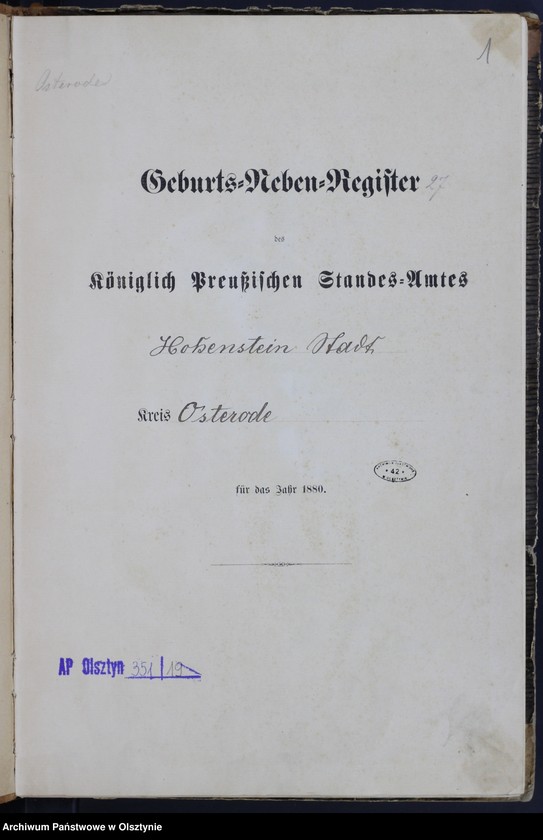 1
Osterode
Geburts-Neben-Register 27
des
Königlich Preußischen Standes-Amtes
Hohenstein Stadt
Kreis Osterode
42
für das Jahr 1880.
AP Olsztyn 351/19
Archiwum Państwowe w Olsztynie